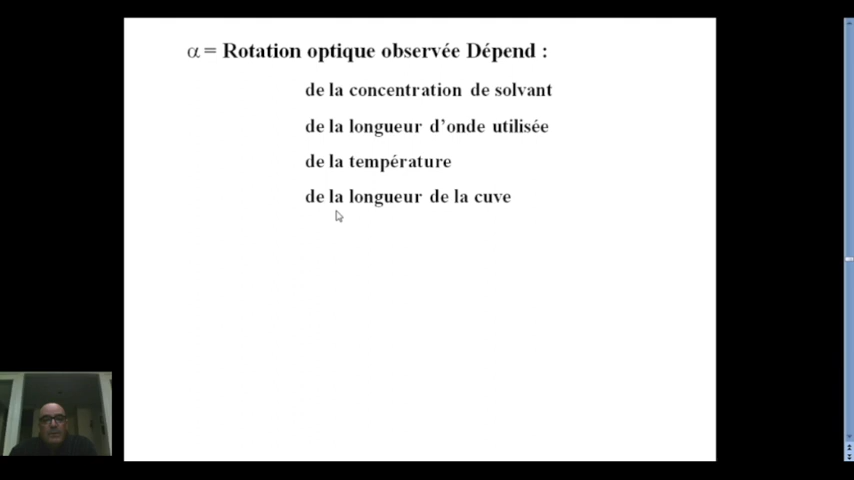 α = Rotation optique observée Dépend :
de la concentration de solvant
de la longueur d’onde utilisée
de la température
de la longueur de la cuve